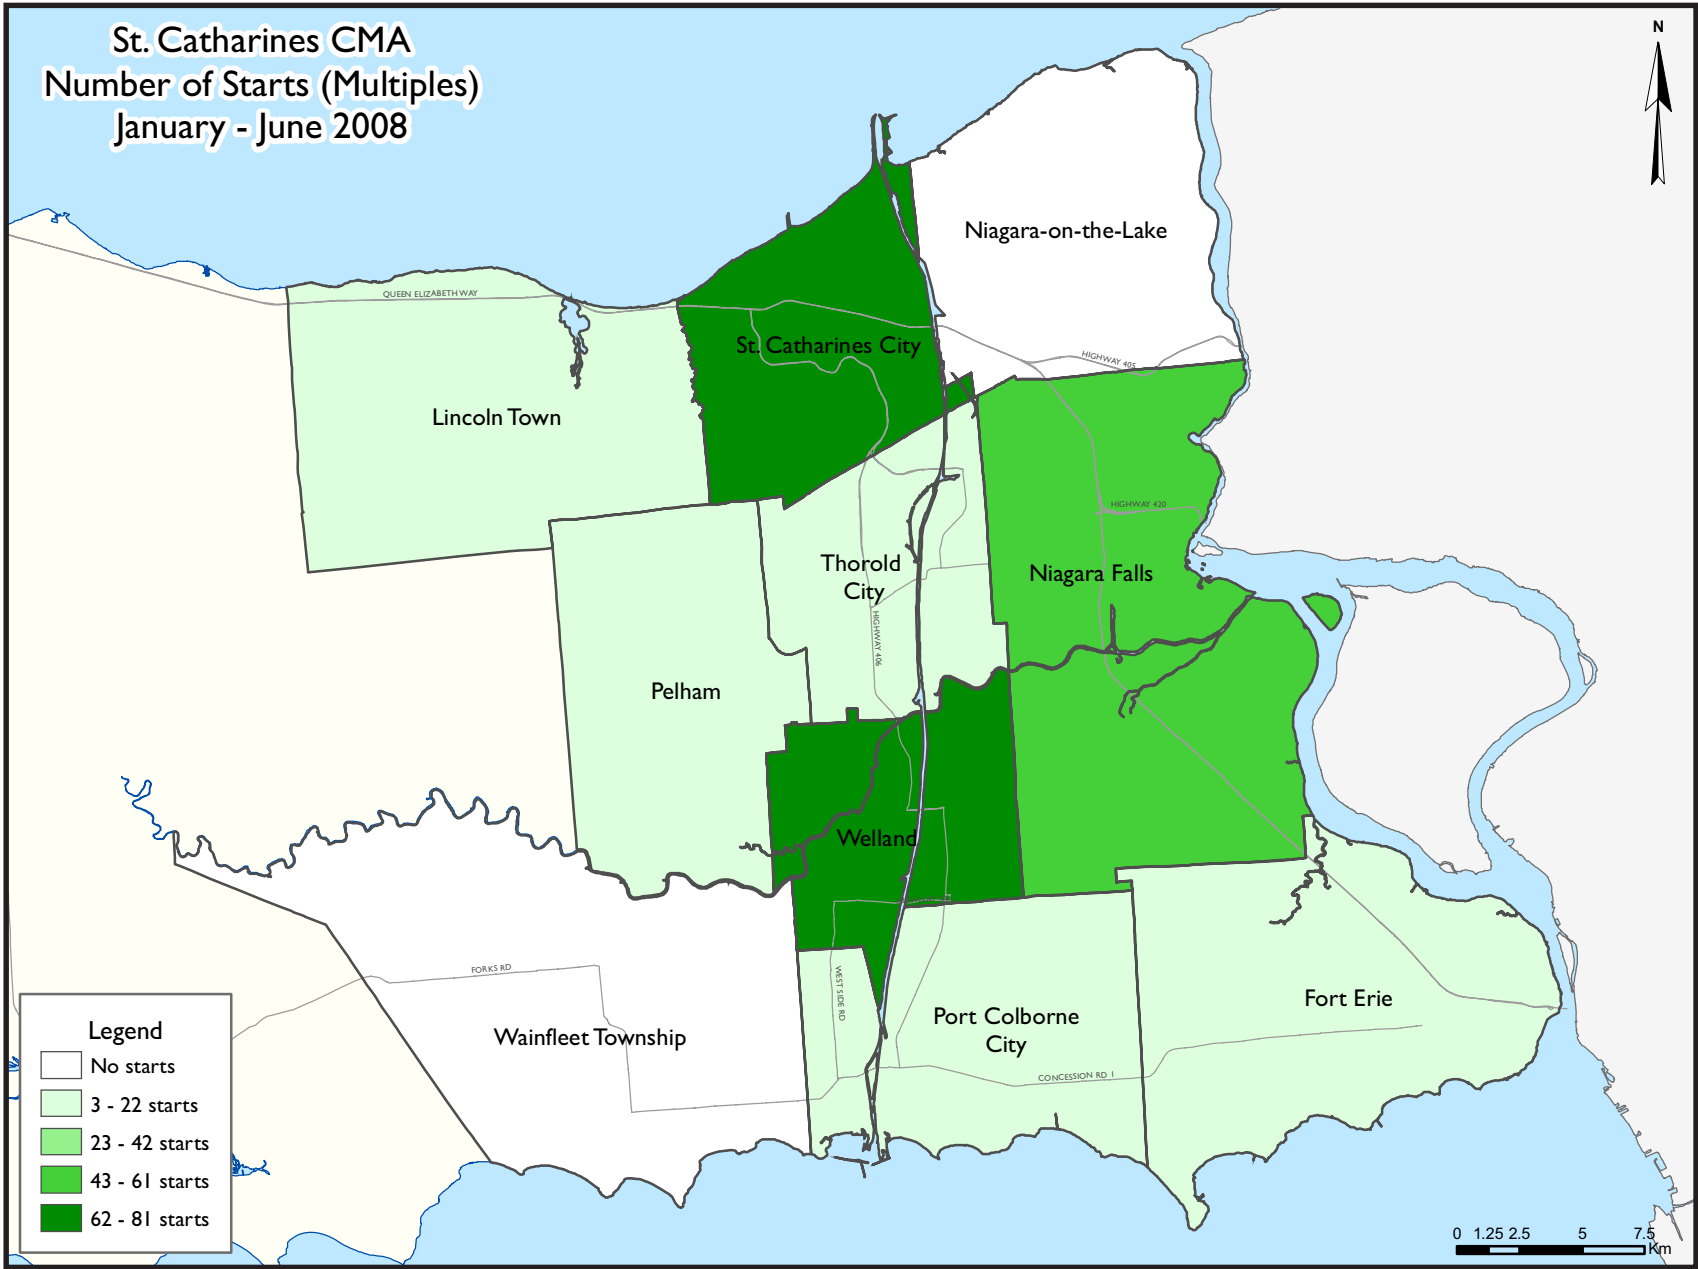 St. Catharines CMA
Number of Starts (Multiples)
January - June 2008
N
Niagara-on-the-Lake
QUEEN ELIZABETH WAY
St. Catharines City
HIGHWAY 405
Lincoln Town
HIGHWAY 420
Thorold
City
Niagara Falls
HIGHWAY 406
Pelham
Welland
FORKS RD
WEST SIDE RD
Fort Erie
Port Colborne
City
Wainfleet Township
CONCESSION RD 1
Legend
No starts
3 - 22 starts
23 - 42 starts
43 - 61 starts
62 - 81 starts
0 1.25 2.5 5 7.5
Km